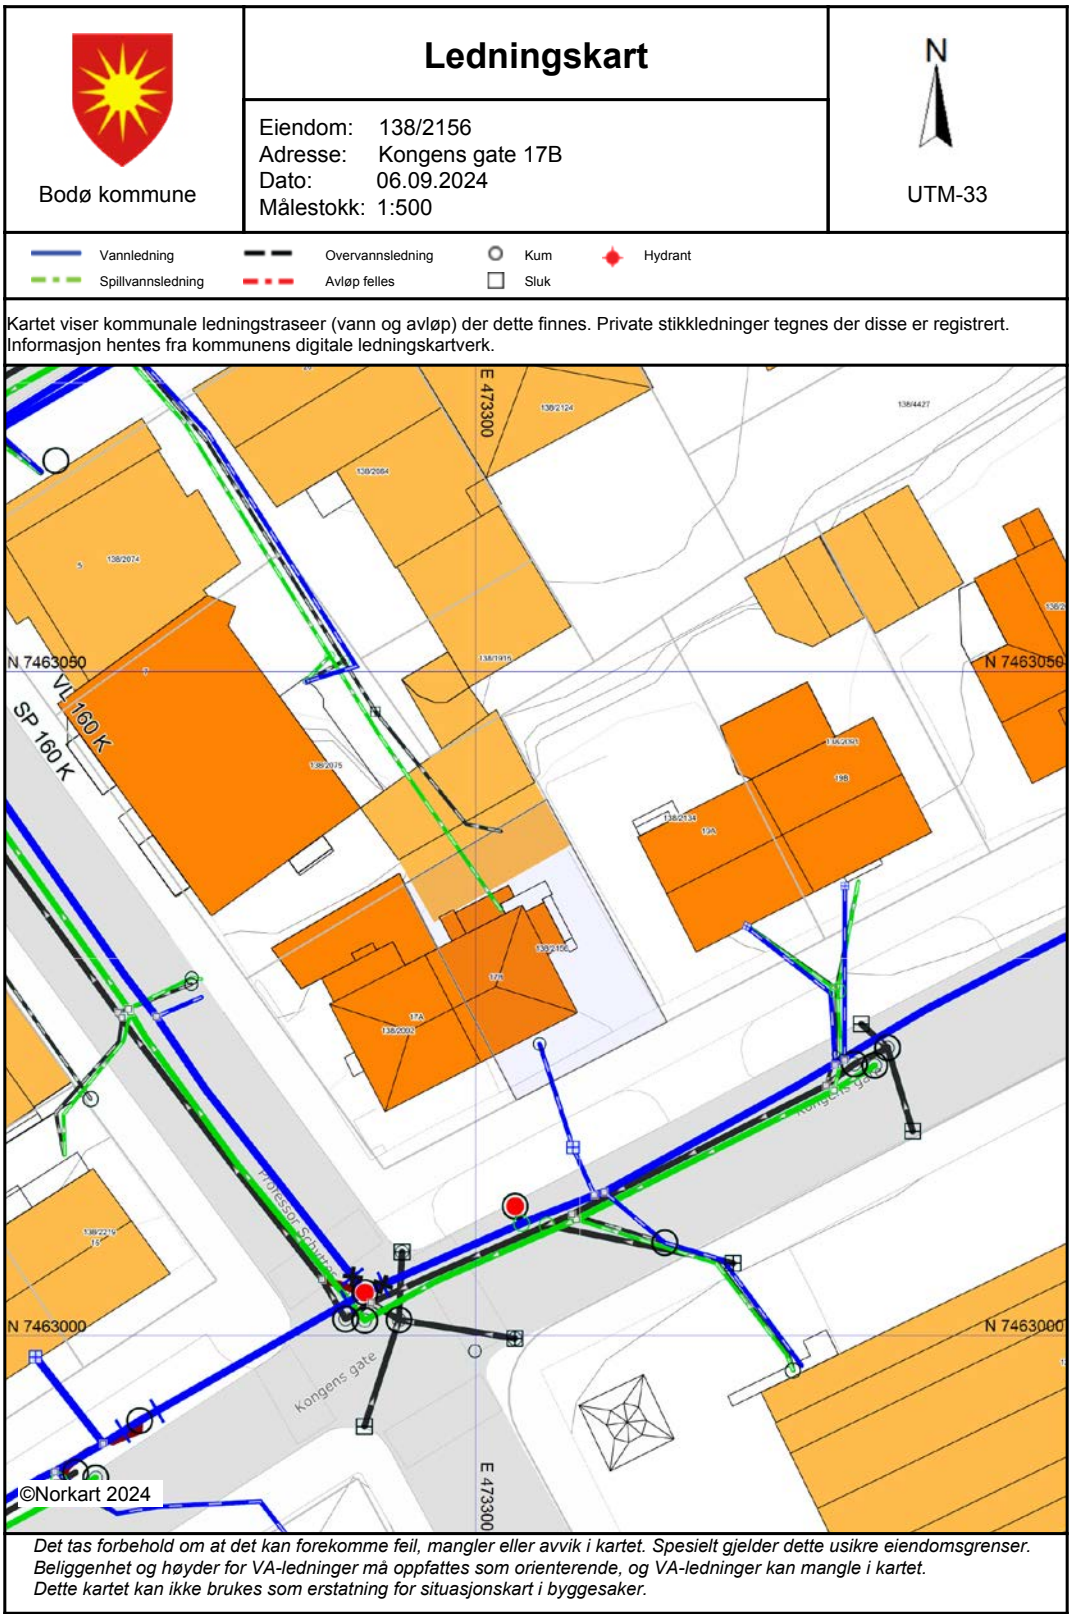 Bodø kommune
Ledningskart
Eiendom: 138/2156
Adresse: Kongens gate 17B
Dato: 06.09.2024
Målestokk: 1:500
N
UTM-33
Vannledning
Overvannsledning
Kum
Hydrant
Spillvannsledning
Avløp felles
Sluk
Kartet viser kommunale ledningstraseer (vann og avløp) der dette finnes. Private stikkledninger tegnes der disse er registrert.
Informasjon hentes fra kommunens digitale ledningskartverk.
E 473300
138/2124
138/4427
138/2084
138/2074
5
N 7463050
7
138/1915
N 7463050
VL 160 K
SP 160 K
138/2075
138/2093
19B
138/2134
19A
138/2156
17B
17A
138/2002
Kongens gate
Professor Schyttes
138/2219
15
N 7463000
N 7463000
Kongens gate
E 473300
©Norkart 2024
Det tas forbehold om at det kan forekomme feil, mangler eller avvik i kartet. Spesielt gjelder dette usikre eiendomsgrenser.
Beliggenhet og høyder for VA-ledninger må oppfattes som orienterende, og VA-ledninger kan mangle i kartet.
Dette kartet kan ikke brukes som erstatning for situasjonskart i byggesaker.